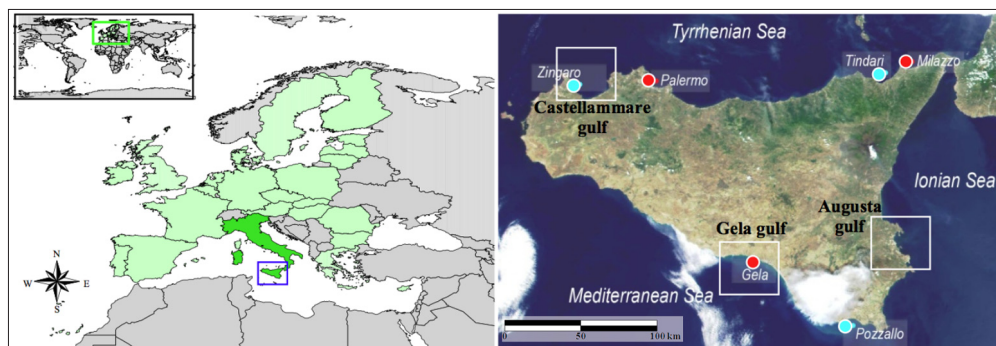 N
W
E
S
Tyrrhenian Sea
Zingaro
Palermo
Tindari
Milazzo
Castellammare
gulf
Ionian Sea
Augusta
gulf
Gela gulf
Gela
Mediterranean Sea
Pozzallo
0
50
100 km